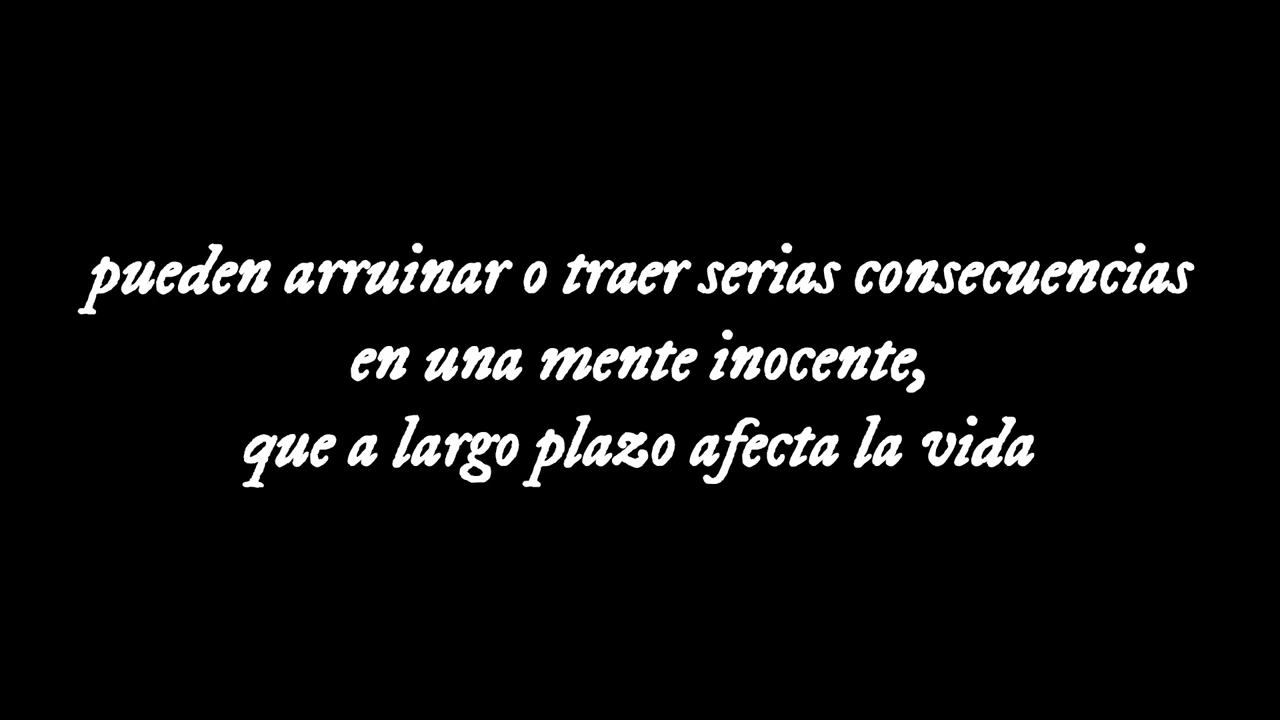 pueden arruinar o traer serias consecuencias
en una mente inocente,
que a largo plazo afecta la vida